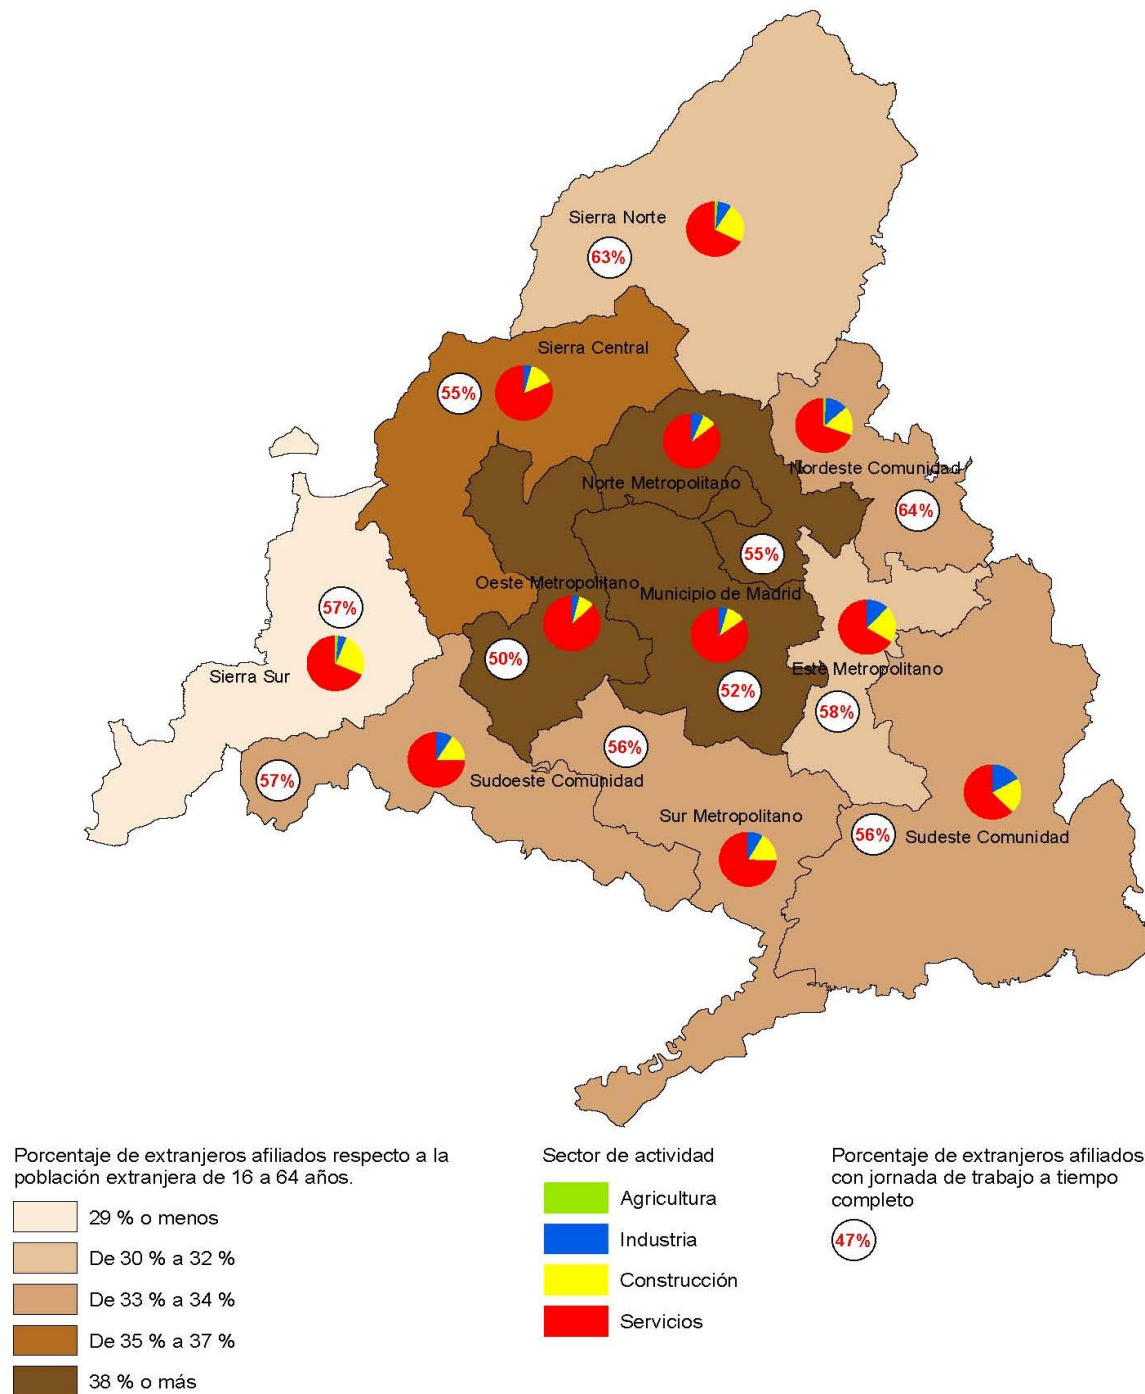 Sierra Norte
63%
Sierra Central
55%
Nordeste Comunidad
Norte Metropolitano
64%
55%
Oeste Metropolitano
Municipio de Madrid
57%
50%
Este Metropolitano
Sierra Sur
52%
58%
56%
57%
Sudoeste Comunidad
Sur Metropolitano
56%
Sudeste Comunidad
Porcentaje de extranjeros afiliados respecto a la
población extranjera de 16 a 64 años.
29 % o menos
De 30 % a 32 %
De 33 % a 34 %
De 35 % a 37 %
38 % o más
Sector de actividad
Agricultura
Industria
Construcción
Servicios
Porcentaje de extranjeros afiliados
con jornada de trabajo a tiempo
completo
47%